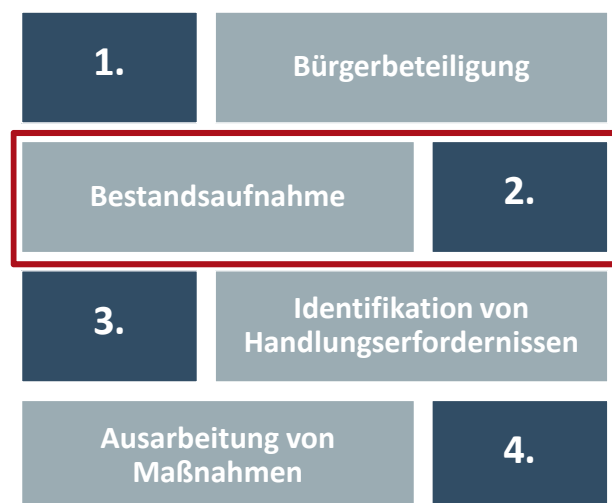 1.
Bürgerbeteiligung
Bestandsaufnahme
2.
3.
Identifikation von
Handlungserfordernissen
Ausarbeitung von
Maßnahmen
4.